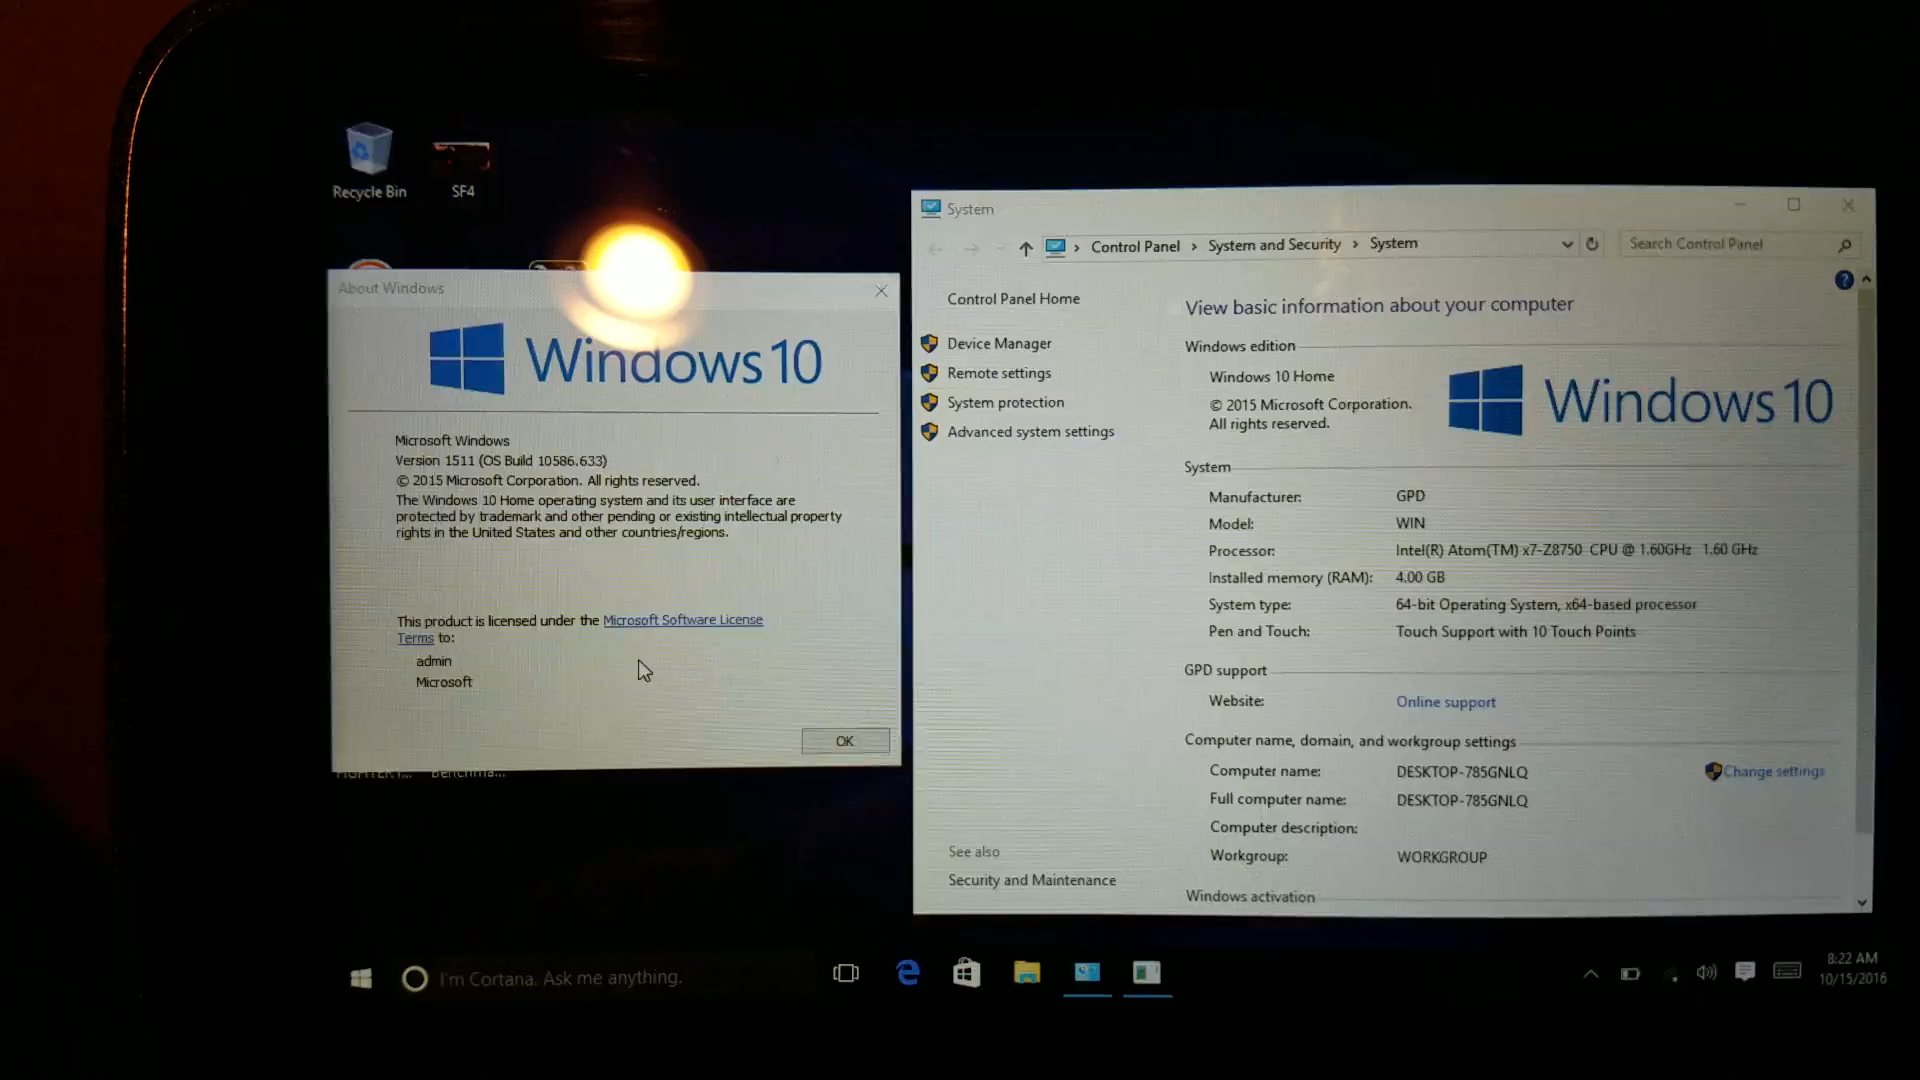 Recycle Bin
SF4
About Windows
Windows 10
Microsoft Windows
Version 1511 (OS Build 10586.633)
© 2015 Microsoft Corporation. All rights reserved.
The Windows 10 Home operating system and its user interface are
protected by trademark and other pending or existing intellectual property
rights in the United States and other countries/regions.
This product is licensed under the Microsoft Software License
Terms to:
admin
Microsoft
OK
System
Control Panel > System and Security > System
Search Control Panel
Control Panel Home
Device Manager
Remote settings
System protection
Advanced system settings
See also
Security and Maintenance
View basic information about your computer
Windows edition
Windows 10 Home
© 2015 Microsoft Corporation.
All rights reserved.
Windows 10
System
Manufacturer: GPD
Model: WIN
Processor: Intel(R) Atom(TM) x7-Z8750 CPU @ 1.60GHz 1.60 GHz
Installed memory (RAM): 4.00 GB
System type: 64-bit Operating System, x64-based processor
Pen and Touch: Touch Support with 10 Touch Points
GPD support
Website: Online support
Computer name, domain, and workgroup settings
Computer name: DESKTOP-785GNLQ
Change settings
Full computer name: DESKTOP-785GNLQ
Computer description:
Workgroup: WORKGROUP
Windows activation
I'm Cortana. Ask me anything.
8:22 AM
10/15/2016